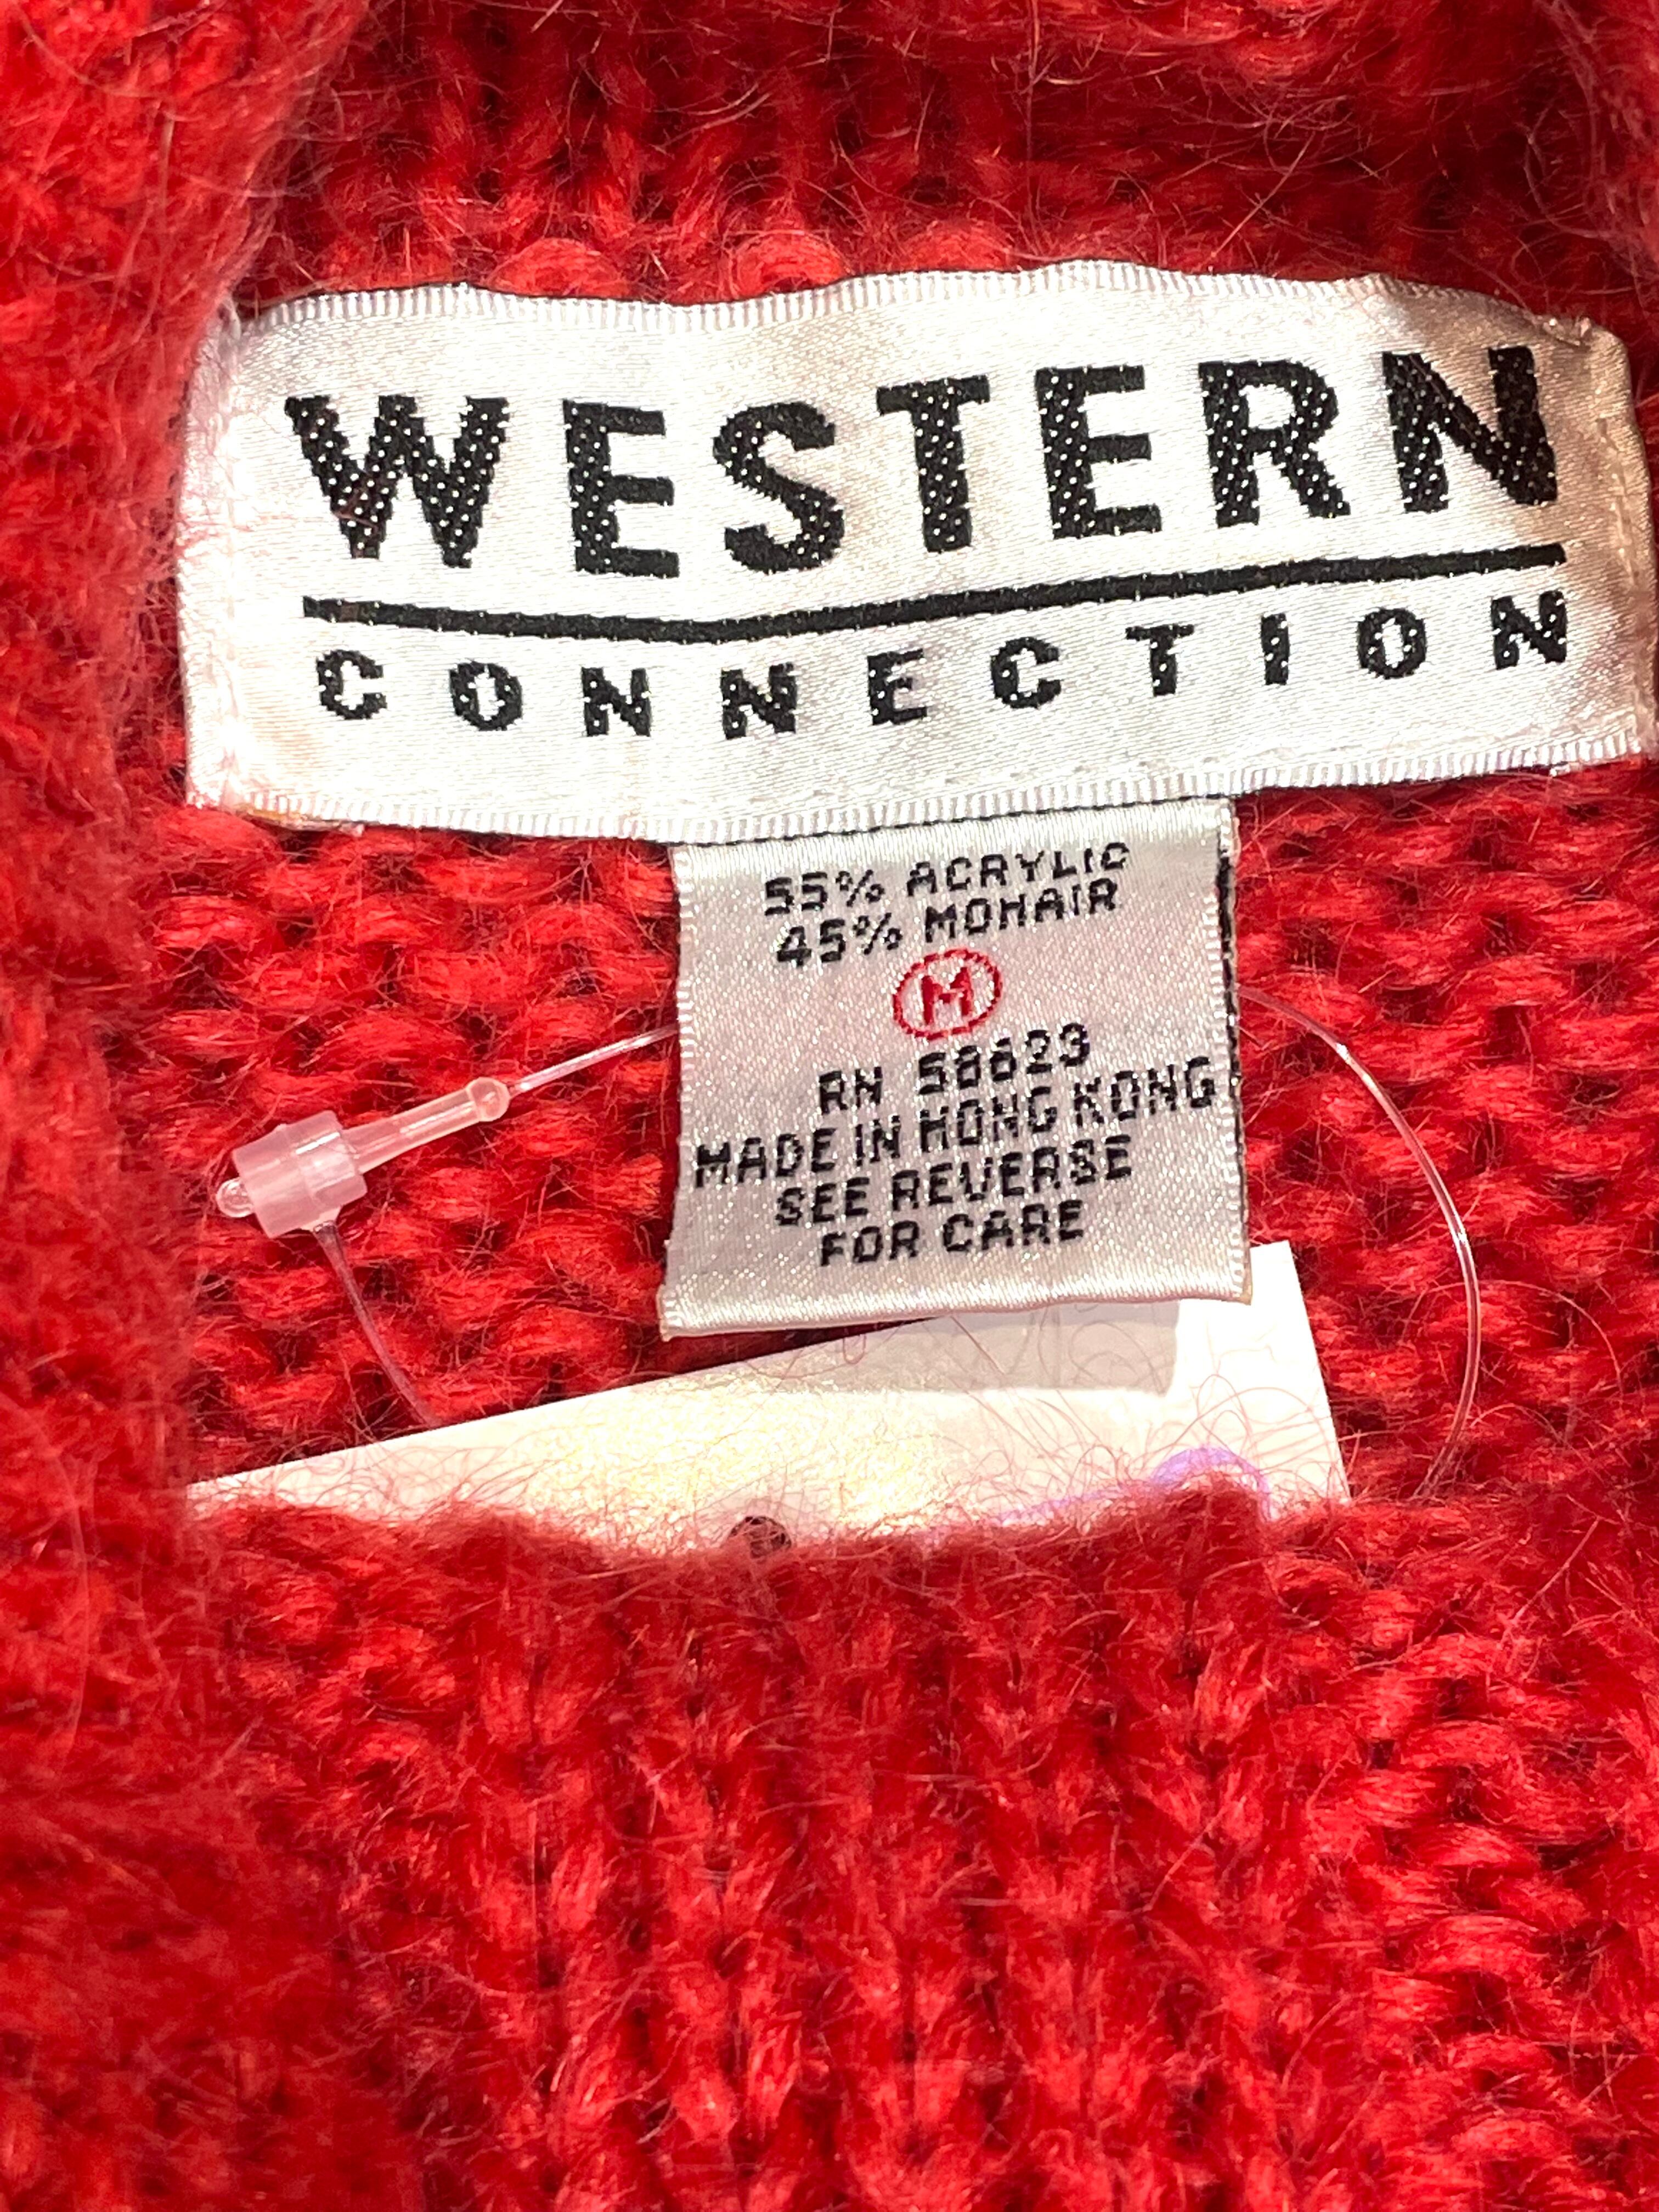 WESTERN
CONNECTION
55% ACRYLIC
45% MOHAIR
M
RN 58623
MADE IN HONG KONG
SEE REVERSE
FOR CARE